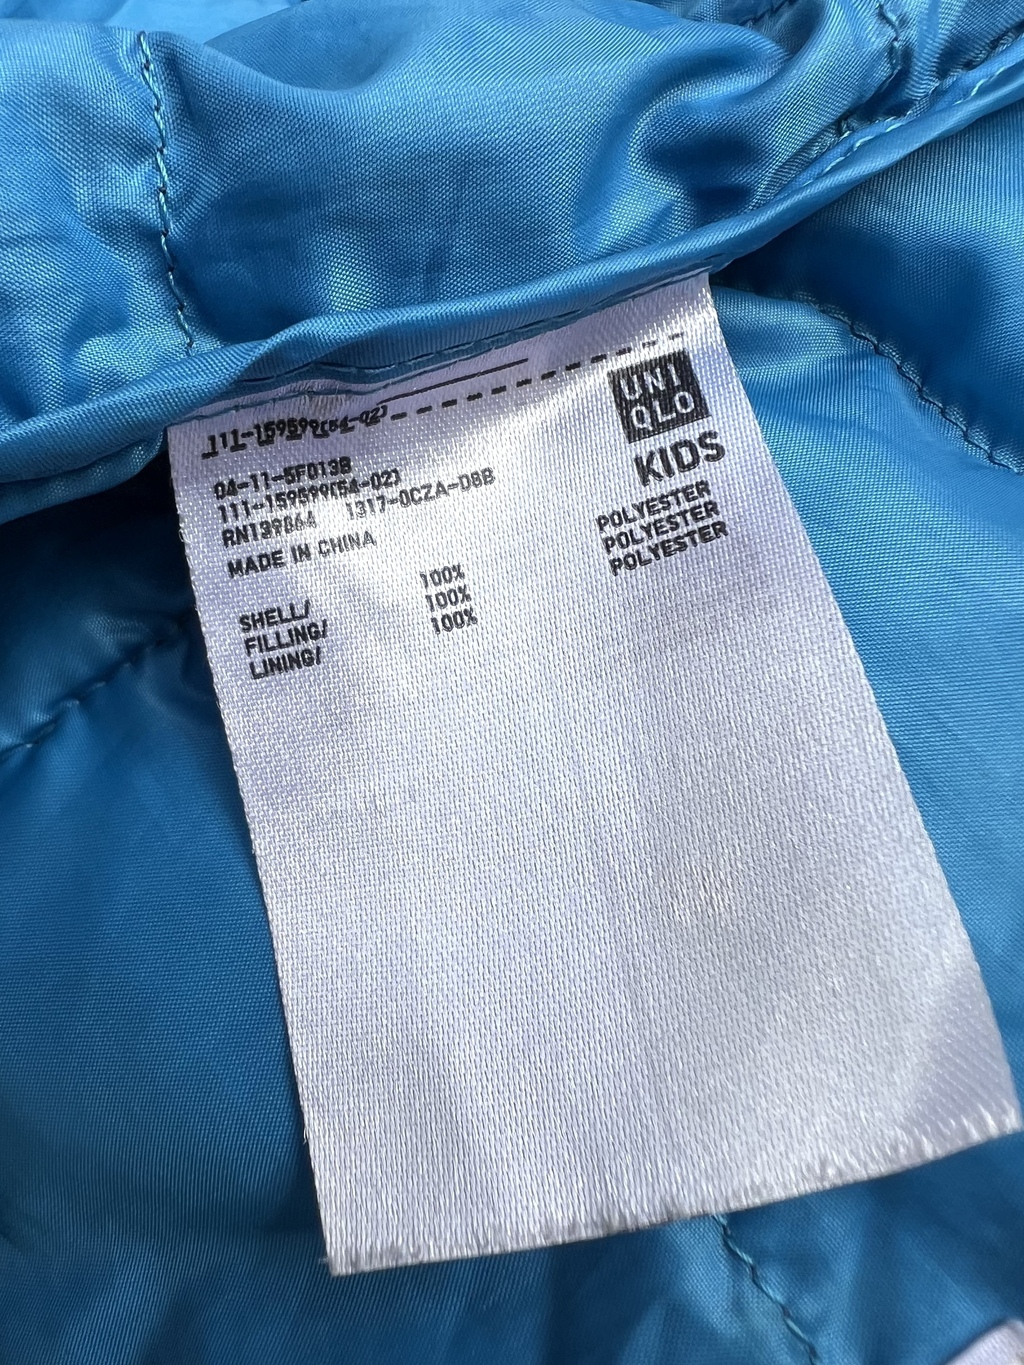 UNI
QLO
KIDS
111-159599(54-02)
04-11-5F013B
111-159599(54-02)
RN139864 1317-0CZA-D8B
MADE IN CHINA
SHELL/ 100% POLYESTER
FILLING/ 100% POLYESTER
LINING/ 100% POLYESTER